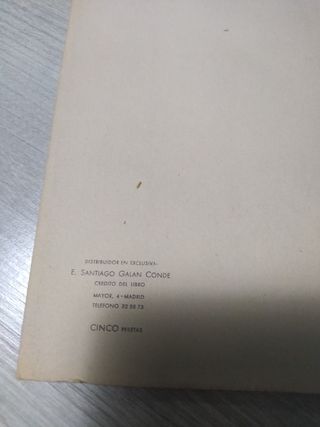 DISTRIBUIDOR EN EXCLUSIVA:
E. SANTIAGO GALAN CONDE
CREDITO DEL LIBRO
MAYOR, 4 - MADRID
TELEFONO 22 58 73
CINCO PESETAS